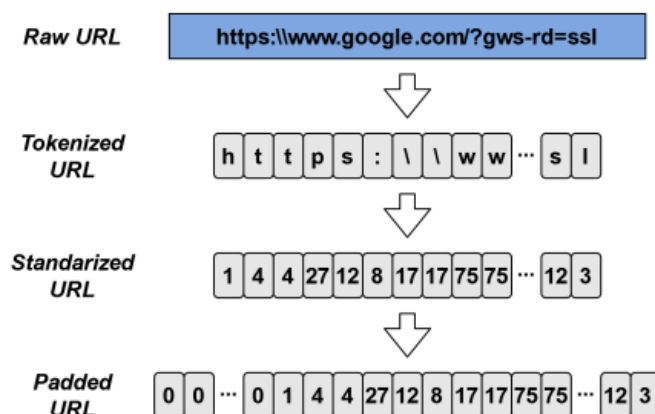 Raw URL
https:\\www.google.com/?gws-rd=ssl
Tokenized
URL
h t t p s : \ \ w w ... s l
Standarized
URL
1 4 4 27 12 8 17 17 75 75 ... 12 3
Padded
URL
0 0 ... 0 1 4 4 27 12 8 17 17 75 75 ... 12 3